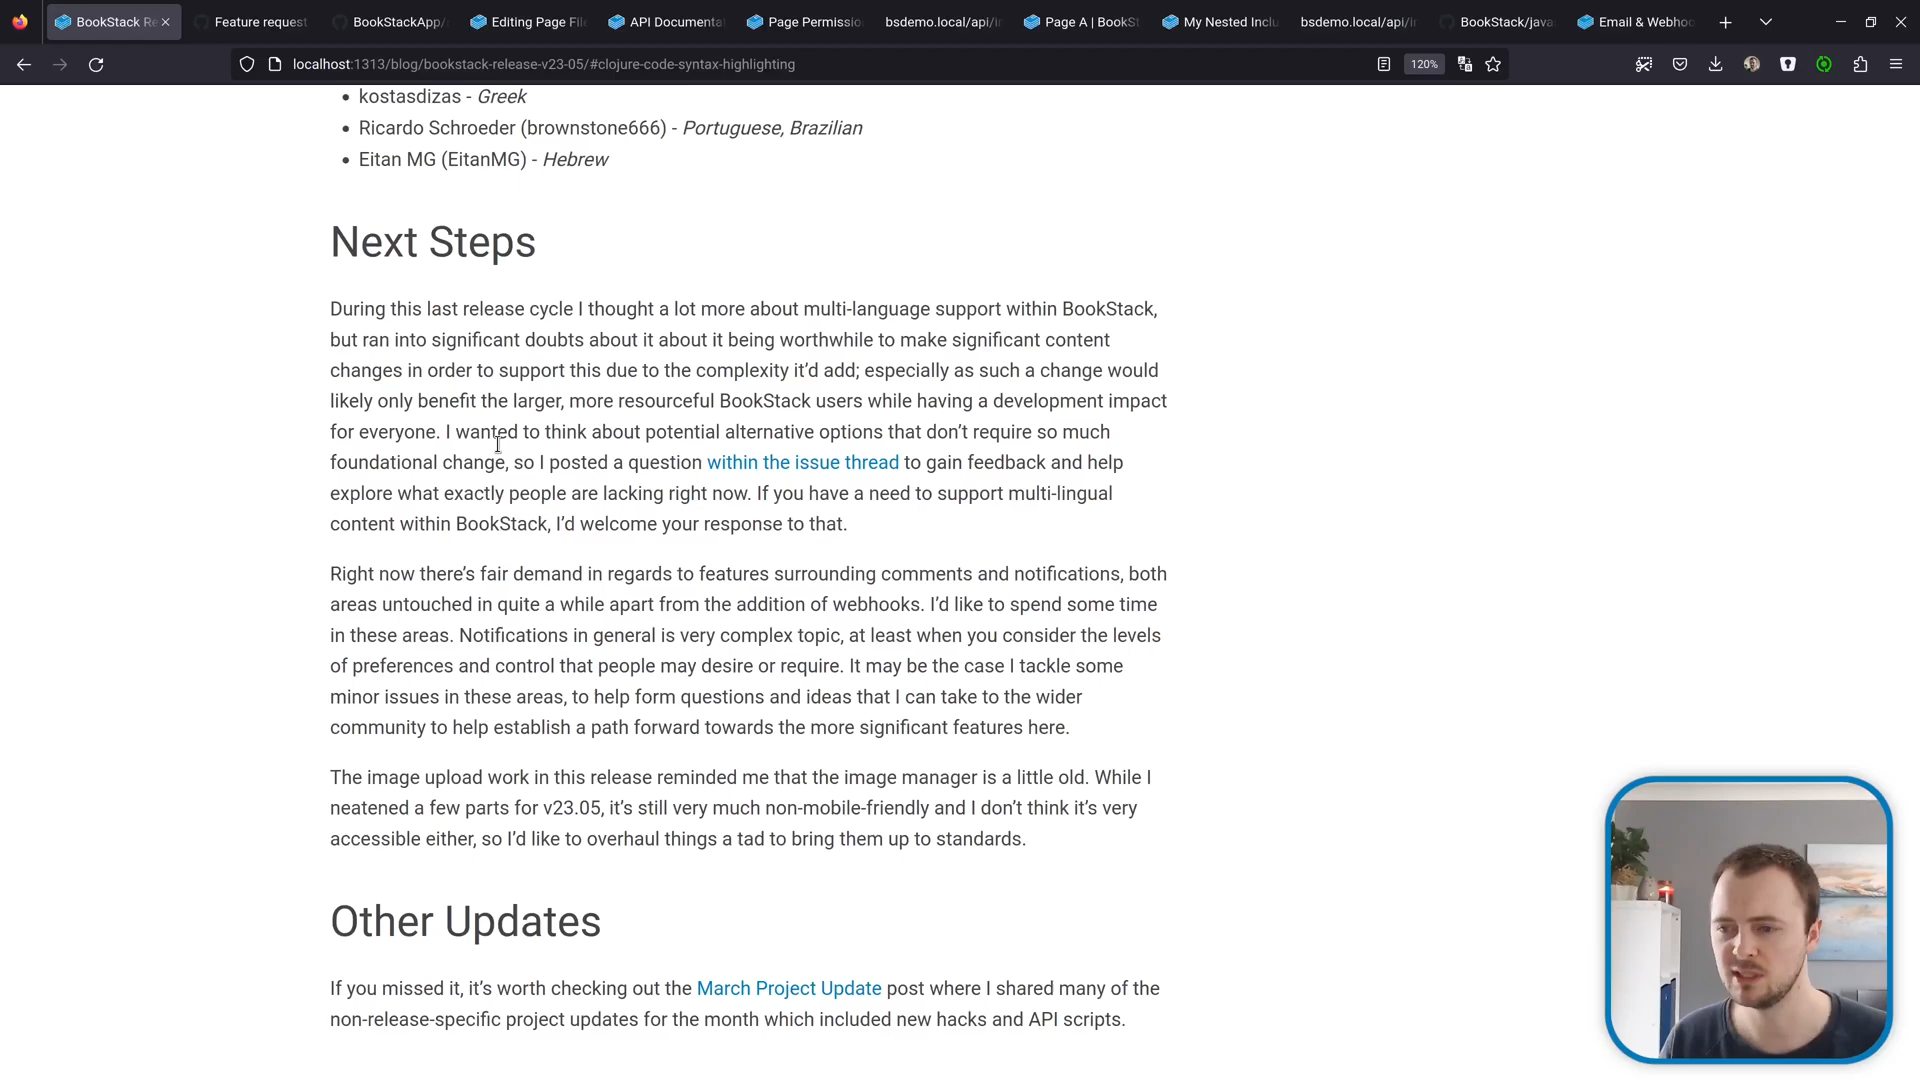 BookStack Re
Feature request
BookStackApp/
Editing Page File
API Documenta
Page Permissio
bsdemo.local/api/in
Page A | BookSt
My Nested Inclu
bsdemo.local/api/in
BookStack/java
Email & Webhoo
localhost:1313/blog/bookstack-release-v23-05/#clojure-code-syntax-highlighting
120%
• kostasdizas - Greek
• Ricardo Schroeder (brownstone666) - Portuguese, Brazilian
• Eitan MG (EitanMG) - Hebrew
Next Steps
During this last release cycle I thought a lot more about multi-language support within BookStack,
but ran into significant doubts about it about it being worthwhile to make significant content
changes in order to support this due to the complexity it’d add; especially as such a change would
likely only benefit the larger, more resourceful BookStack users while having a development impact
for everyone. I wanted to think about potential alternative options that don’t require so much
foundational change, so I posted a question within the issue thread to gain feedback and help
explore what exactly people are lacking right now. If you have a need to support multi-lingual
content within BookStack, I’d welcome your response to that.
Right now there’s fair demand in regards to features surrounding comments and notifications, both
areas untouched in quite a while apart from the addition of webhooks. I’d like to spend some time
in these areas. Notifications in general is very complex topic, at least when you consider the levels
of preferences and control that people may desire or require. It may be the case I tackle some
minor issues in these areas, to help form questions and ideas that I can take to the wider
community to help establish a path forward towards the more significant features here.
The image upload work in this release reminded me that the image manager is a little old. While I
neatened a few parts for v23.05, it’s still very much non-mobile-friendly and I don’t think it’s very
accessible either, so I’d like to overhaul things a tad to bring them up to standards.
Other Updates
If you missed it, it’s worth checking out the March Project Update post where I shared many of the
non-release-specific project updates for the month which included new hacks and API scripts.